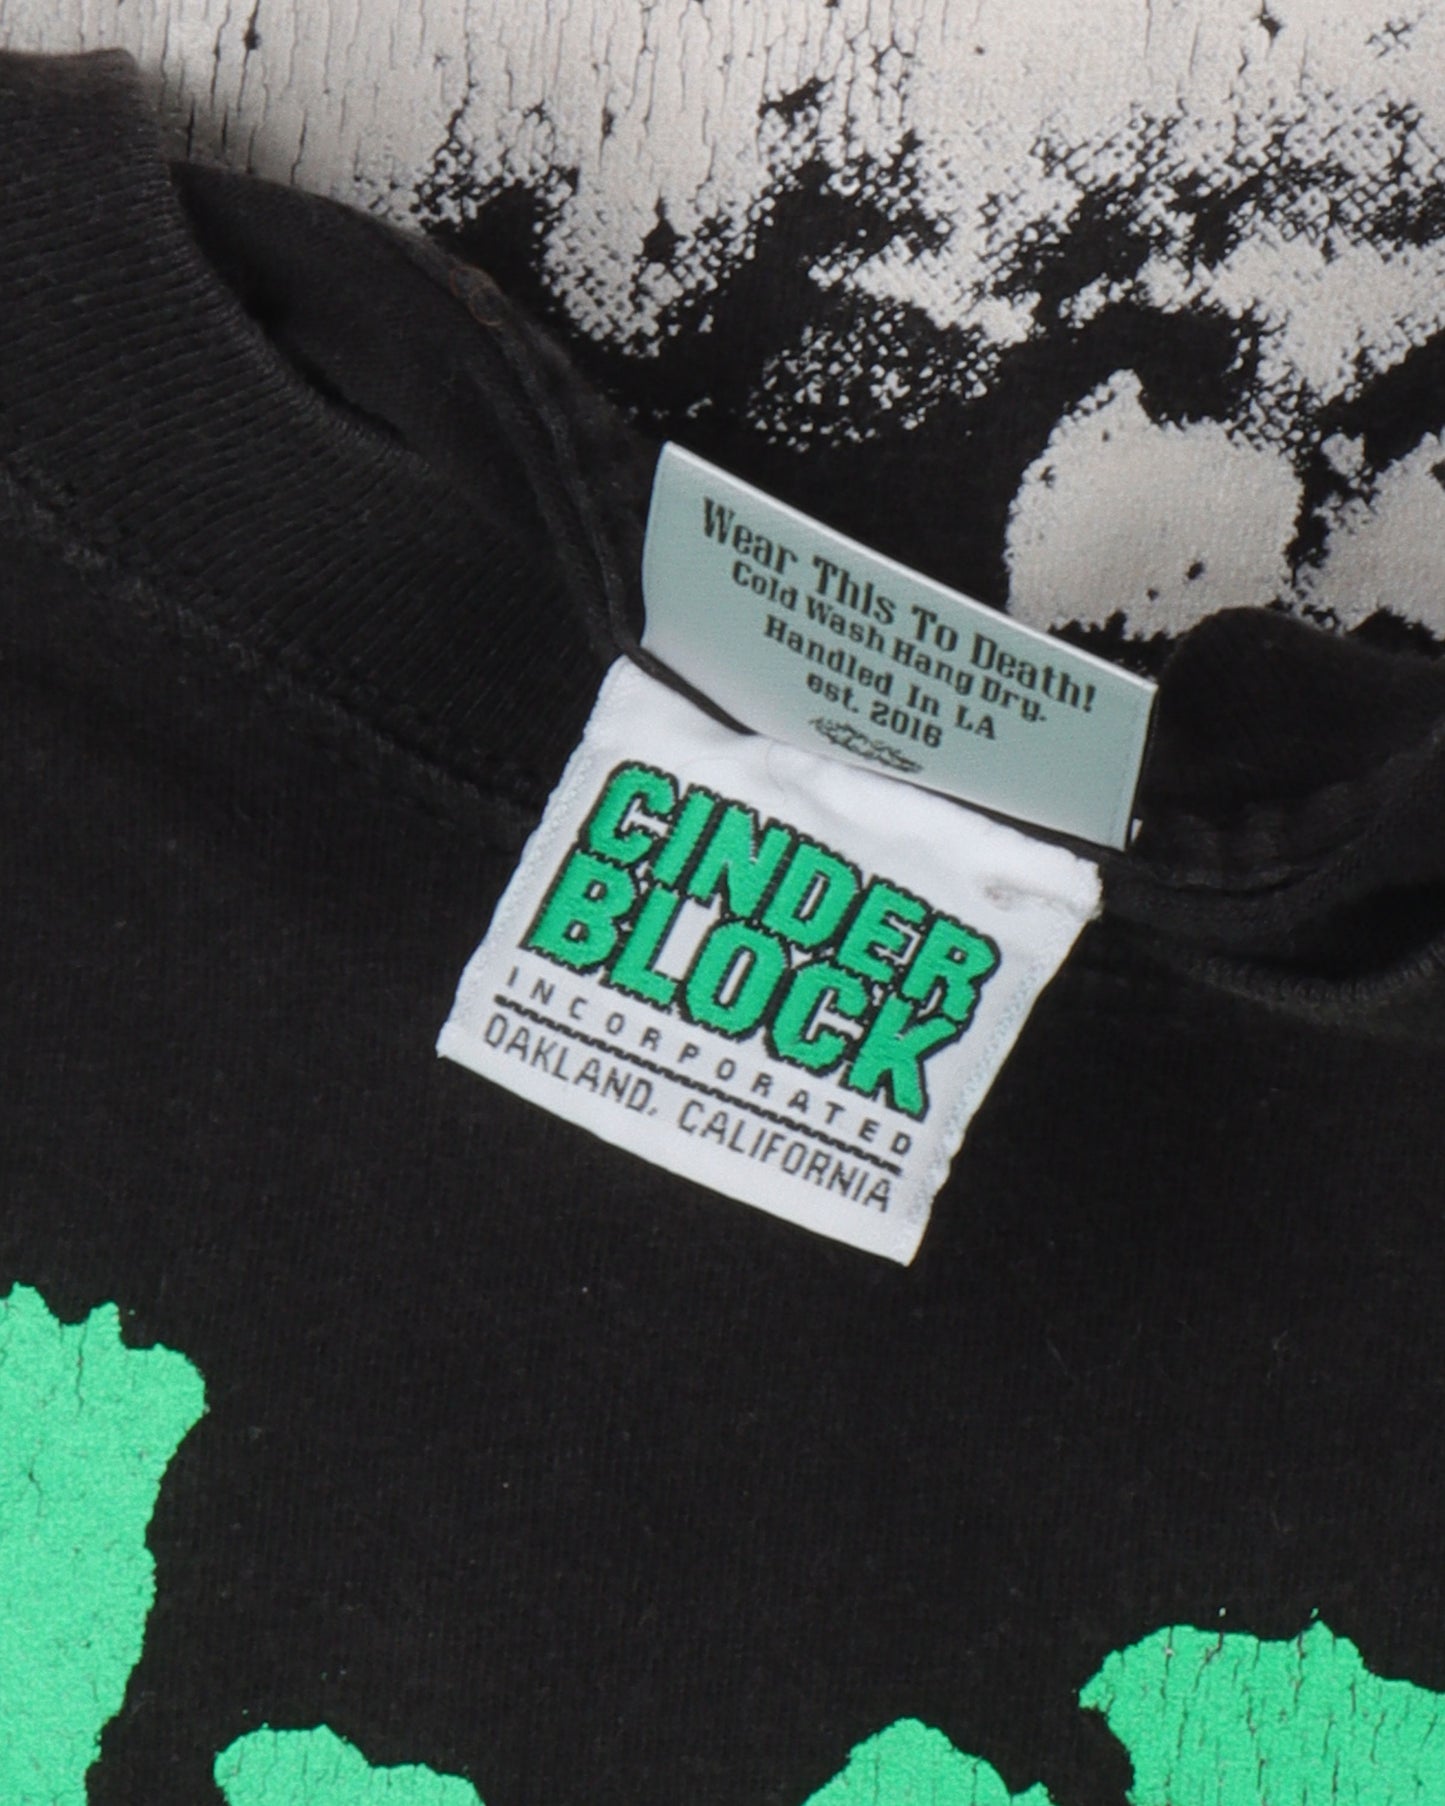 Wear This To Death!
Cold Wash Hang Dry.
Handled In LA
est. 2016
CINDER
BLOCK
INCORPORATED
OAKLAND, CALIFORNIA